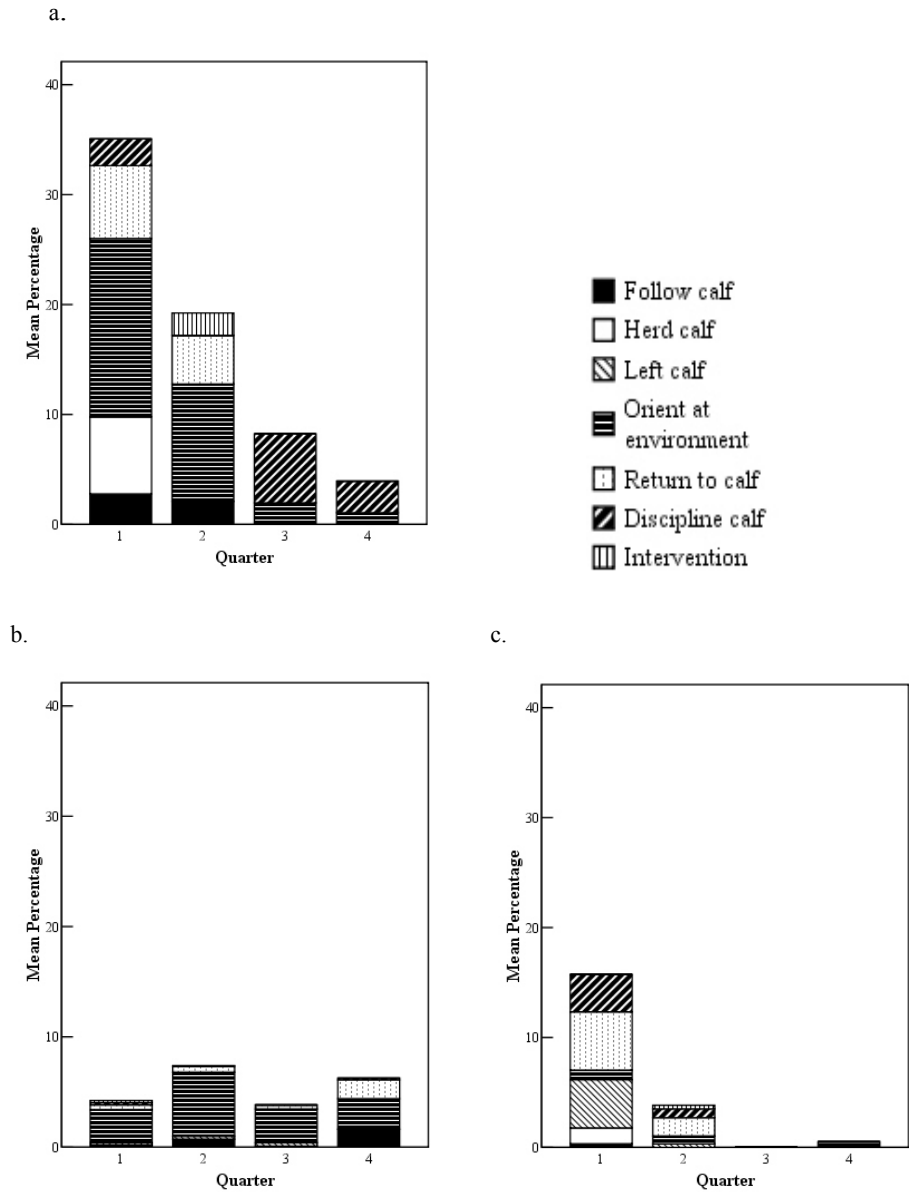 a.
40
30
20
10
0
Mean Percentage
1 2 3 4
Quarter
Follow calf
Herd calf
Left calf
Orient at
environment
Return to calf
Discipline calf
Intervention
b.
40
30
20
10
0
Mean Percentage
1 2 3 4
Quarter
c.
40
30
20
10
0
Mean Percentage
1 2 3 4
Quarter